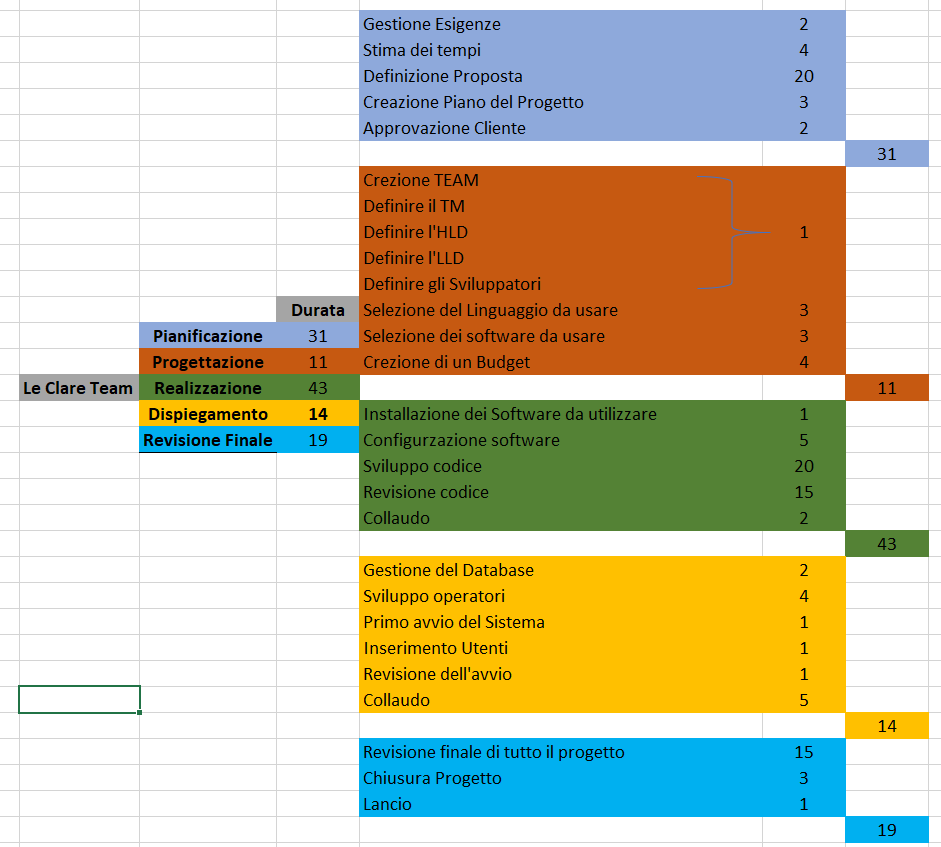 Gestione Esigenze 2
Stima dei tempi 4
Definizione Proposta 20
Creazione Piano del Progetto 3
Approvazione Cliente 2
31
Crezione TEAM
Definire il TM
Definire l'HLD 1
Definire l'LLD
Definire gli Sviluppatori
Durata Selezione del Linguaggio da usare 3
Pianificazione 31 Selezione dei software da usare 3
Progettazione 11 Crezione di un Budget 4
Le Clare Team Realizzazione 43 11
Dispiegamento 14 Installazione dei Software da utilizzare 1
Revisione Finale 19 Configurzazione software 5
Sviluppo codice 20
Revisione codice 15
Collaudo 2
43
Gestione del Database 2
Sviluppo operatori 4
Primo avvio del Sistema 1
Inserimento Utenti 1
Revisione dell'avvio 1
Collaudo 5
14
Revisione finale di tutto il progetto 15
Chiusura Progetto 3
Lancio 1
19